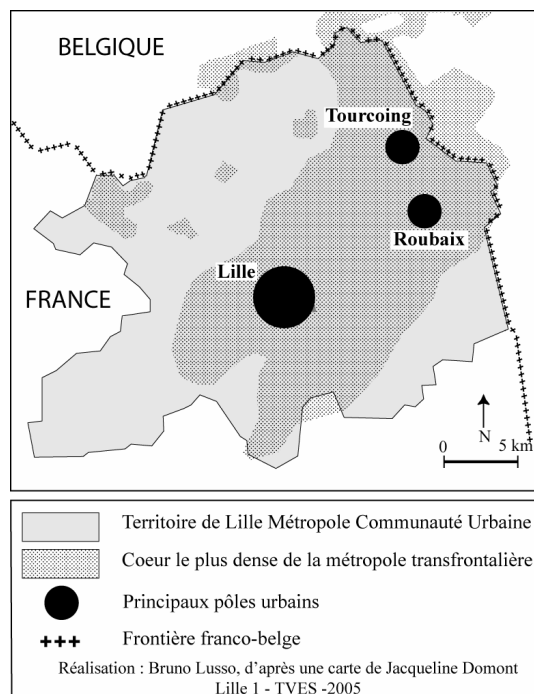 BELGIQUE
Tourcoing
Roubaix
Lille
FRANCE
N
0 5 km
Territoire de Lille Métropole Communauté Urbaine
Coeur le plus dense de la métropole transfrontalière
Principaux pôles urbains
Frontière franco-belge
Réalisation : Bruno Lusso, d'après une carte de Jacqueline Domont
Lille 1 - TVES -2005